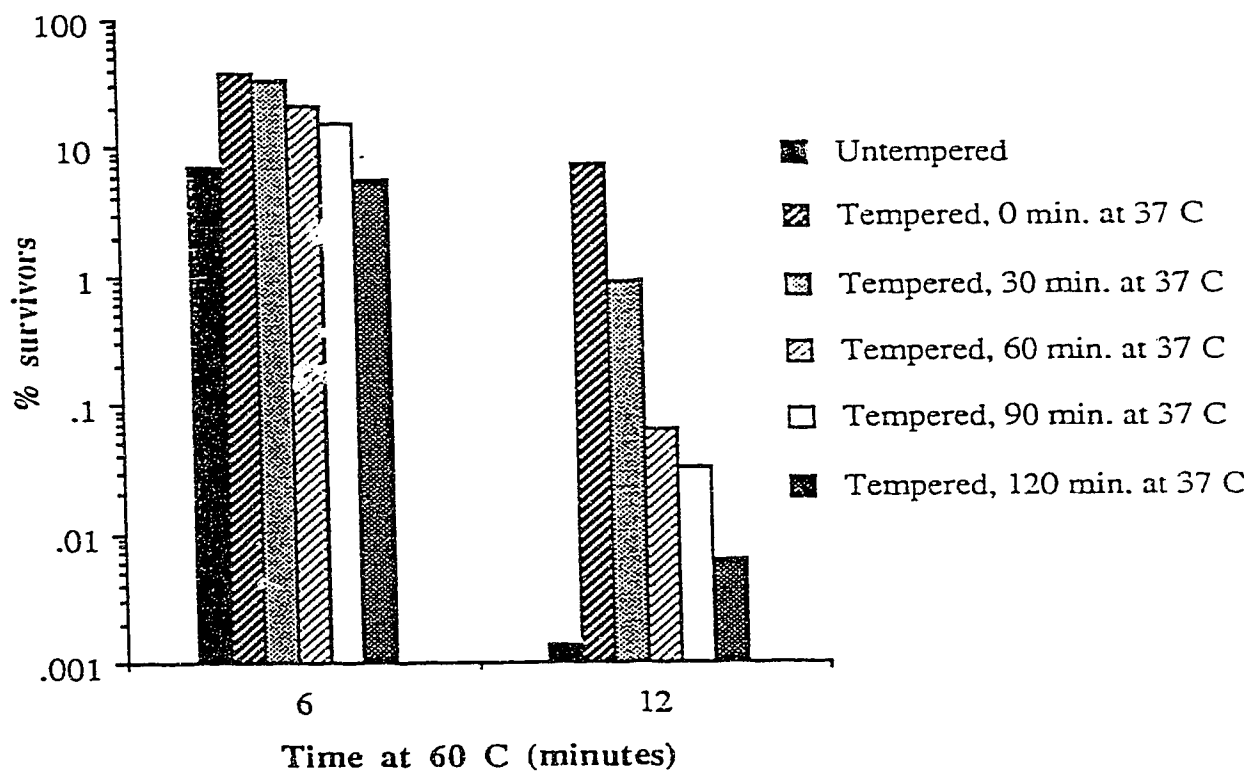 % survivors
100
10
1
.1
.01
.001
6
12
Time at 60 C (minutes)
Untempered
Tempered, 0 min. at 37 C
Tempered, 30 min. at 37 C
Tempered, 60 min. at 37 C
Tempered, 90 min. at 37 C
Tempered, 120 min. at 37 C